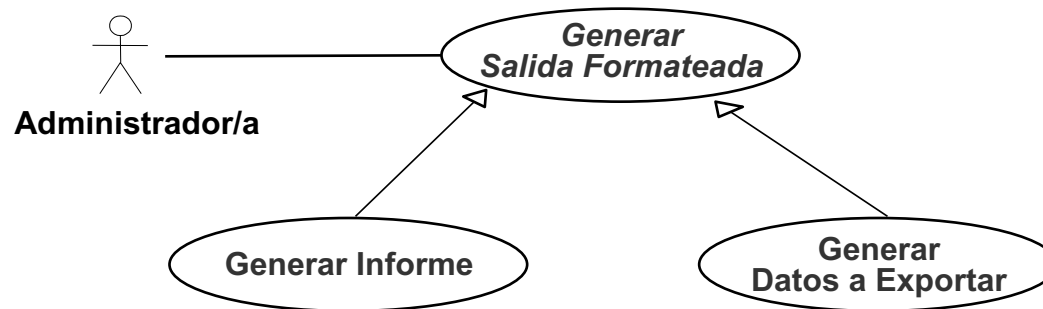 Generar
Salida Formateada
Administrador/a
Generar Informe
Generar
Datos a Exportar